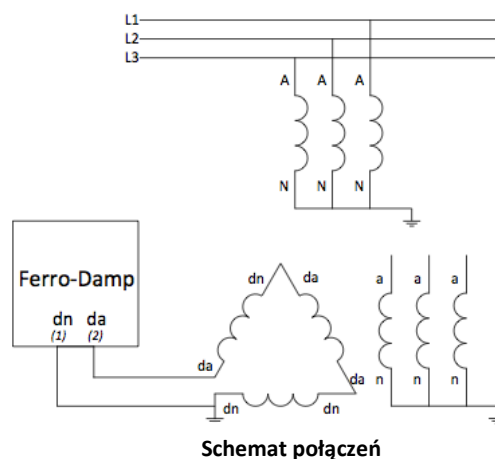 L1
L2
L3
A A A
N N N
Ferro-Damp
dn da
(1) (2)
dn da
da
da
dn dn
a a a
n n n
Schemat połączeń